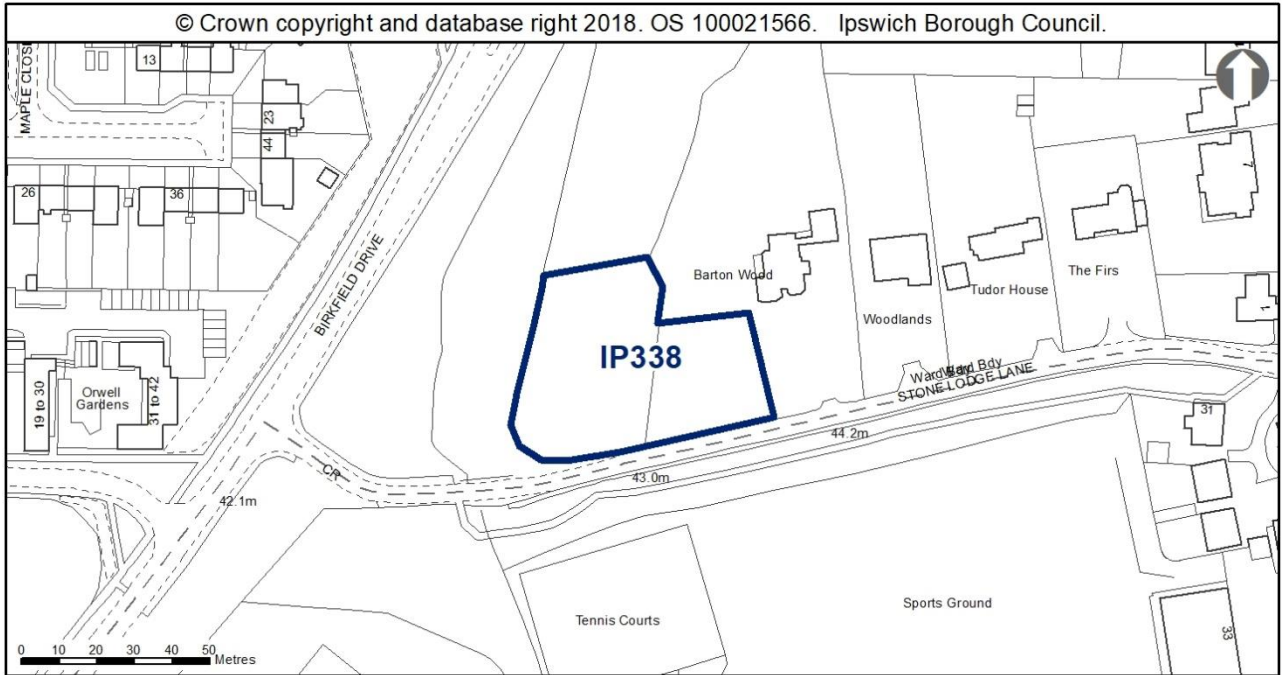 © Crown copyright and database right 2018. OS 100021566. Ipswich Borough Council.
MAPLE CLOSE
13
23
44
26
36
BIRKFIELD DRIVE
Barton Wood
7
The Firs
Tudor House
Woodlands
1
IP338
Ward Bdy
STONE LODGE LANE
19 to 30
Orwell
Gardens
31 to 42
31
44.2m
43.0m
CR
42.1m
Tennis Courts
Sports Ground
33
0 10 20 30 40 50
Metres